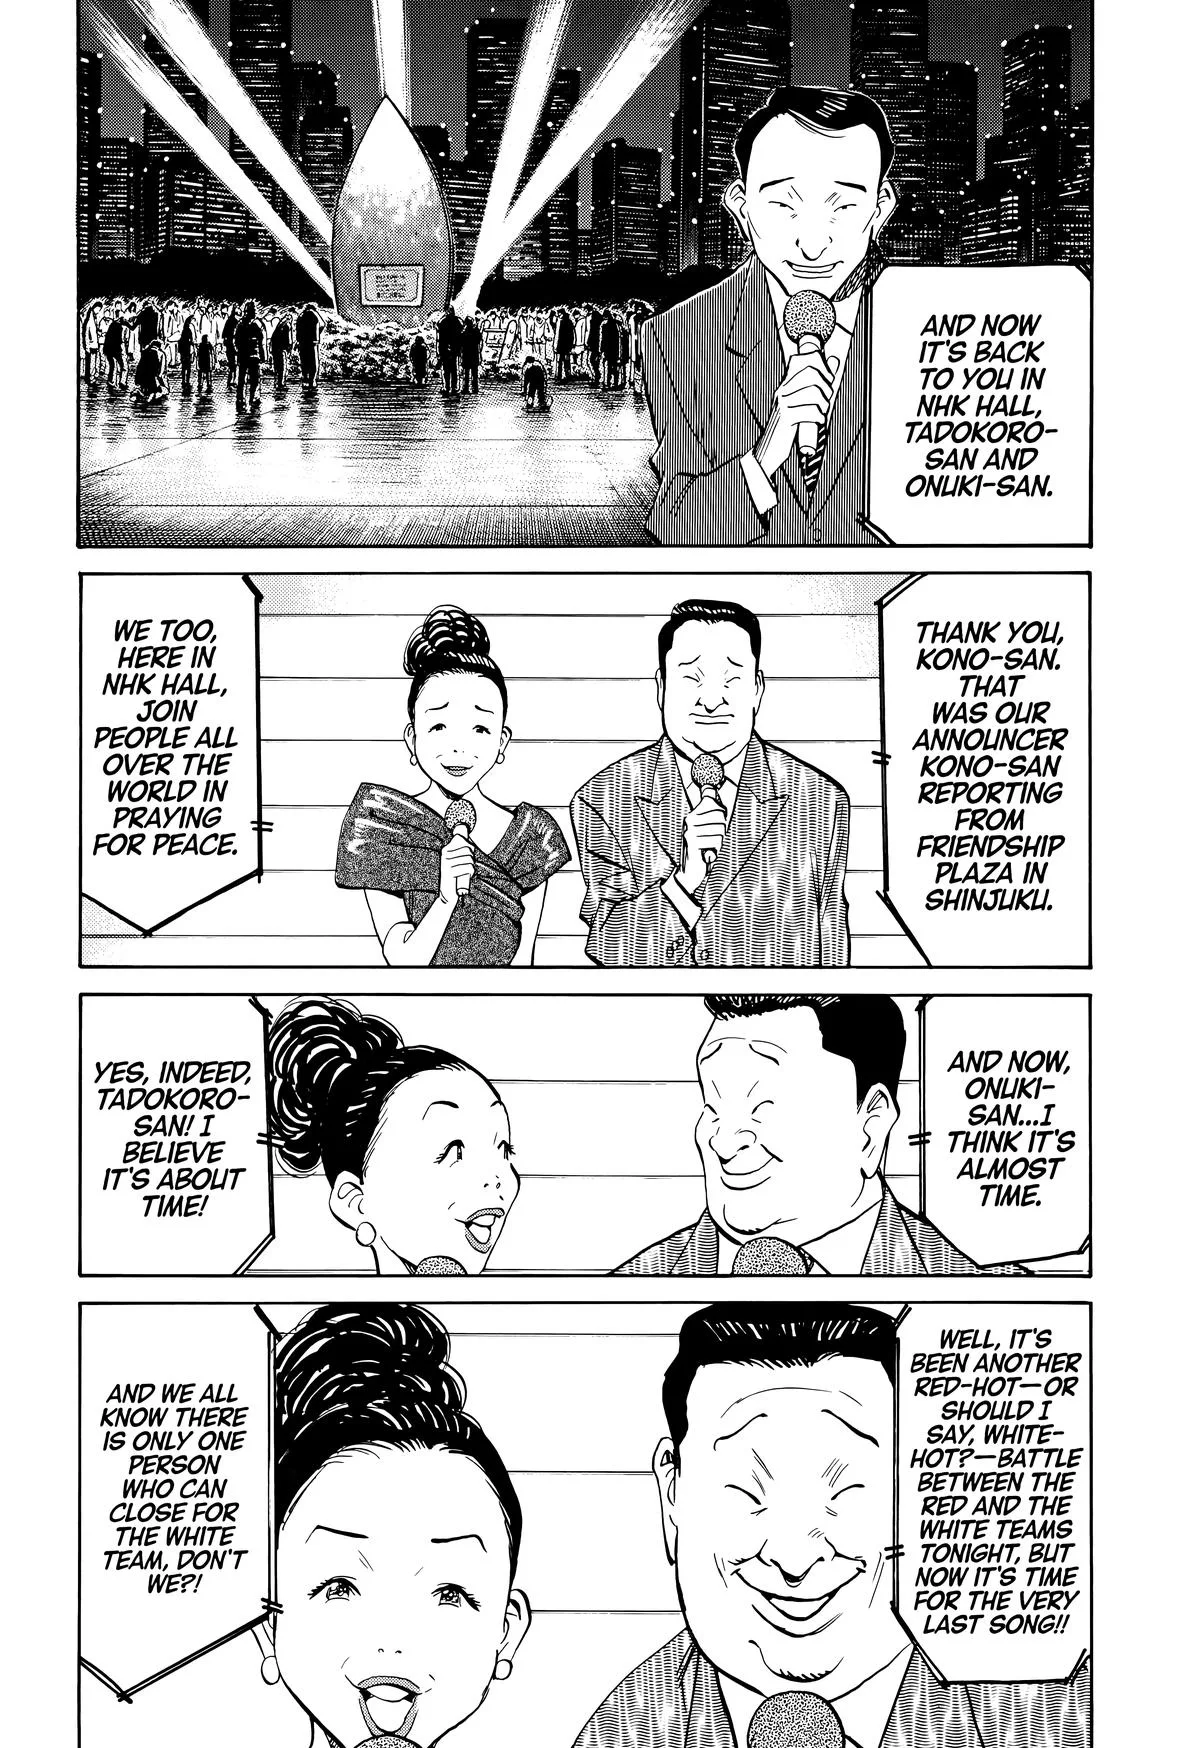 AND NOW
IT'S BACK
TO YOU IN
NHK HALL,
TADOKORO-
SAN AND
ONUKI-SAN.
THANK YOU,
KONO-SAN.
THAT
WAS OUR
ANNOUNCER
KONO-SAN
REPORTING
FROM
FRIENDSHIP
PLAZA IN
SHINJUKU.
WE TOO,
HERE IN
NHK HALL,
JOIN
PEOPLE ALL
OVER THE
WORLD IN
PRAYING
FOR PEACE.
AND NOW,
ONUKI-
SAN...I
THINK IT'S
ALMOST
TIME.
YES, INDEED,
TADOKORO-
SAN! I
BELIEVE
IT'S ABOUT
TIME!
WELL, IT'S
BEEN ANOTHER
RED-HOT—OR
SHOULD I
SAY, WHITE-
HOT?—BATTLE
BETWEEN THE
RED AND THE
WHITE TEAMS
TONIGHT, BUT
NOW IT'S TIME
FOR THE VERY
LAST SONG!!
AND WE ALL
KNOW THERE
IS ONLY ONE
PERSON
WHO CAN
CLOSE FOR
THE WHITE
TEAM, DON'T
WE?!